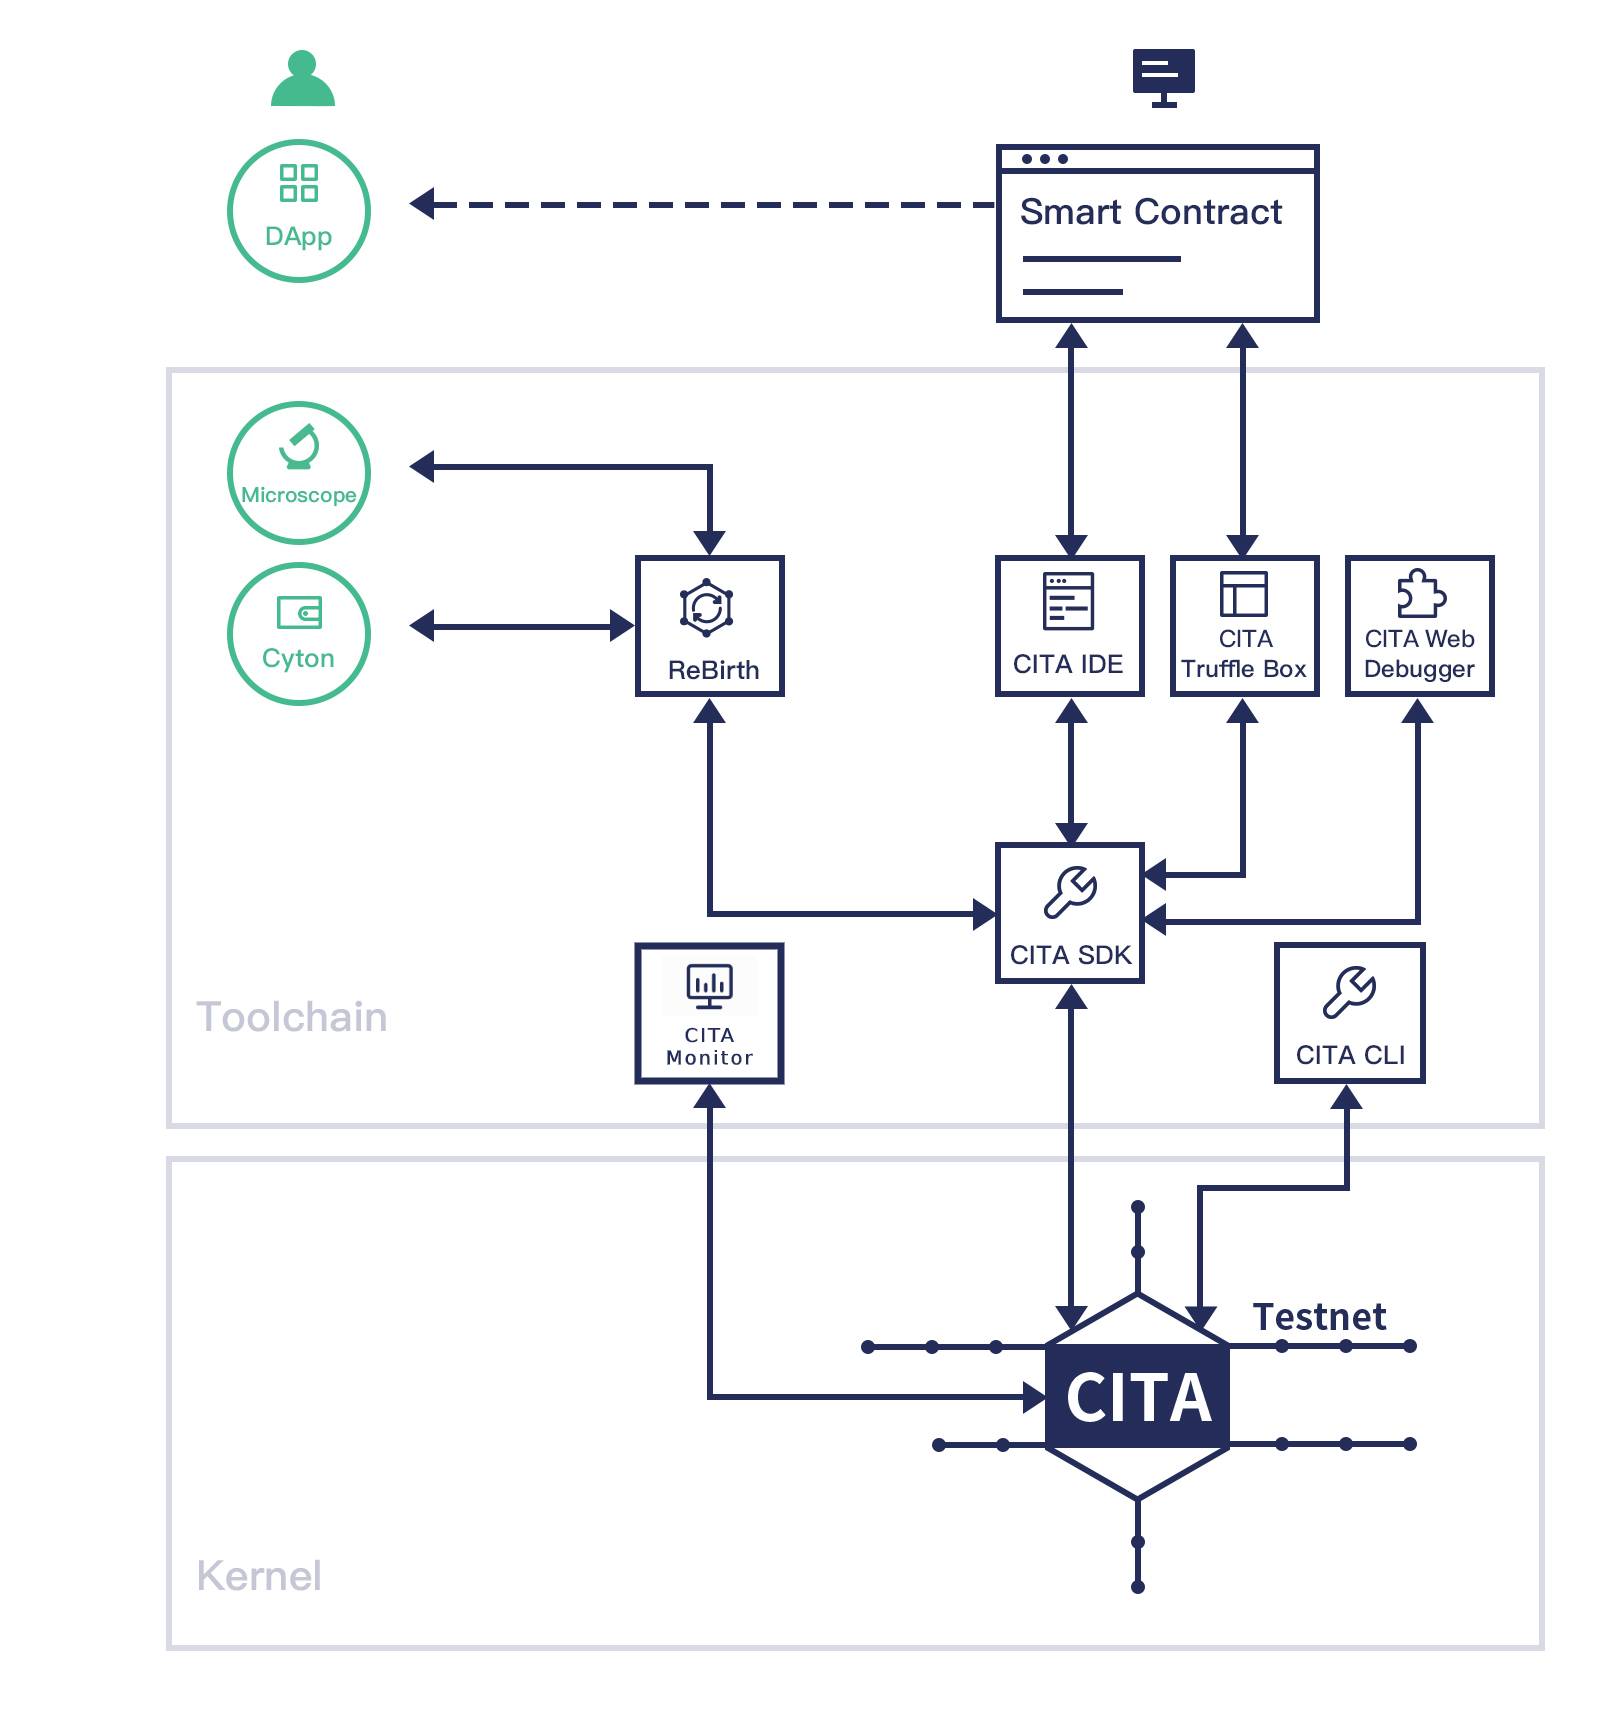 DApp
Smart Contract
Microscope
Cyton
ReBirth
CITA IDE
CITA
Truffle Box
CITA Web
Debugger
CITA SDK
CITA
Monitor
CITA CLI
Toolchain
Testnet
CITA
Kernel